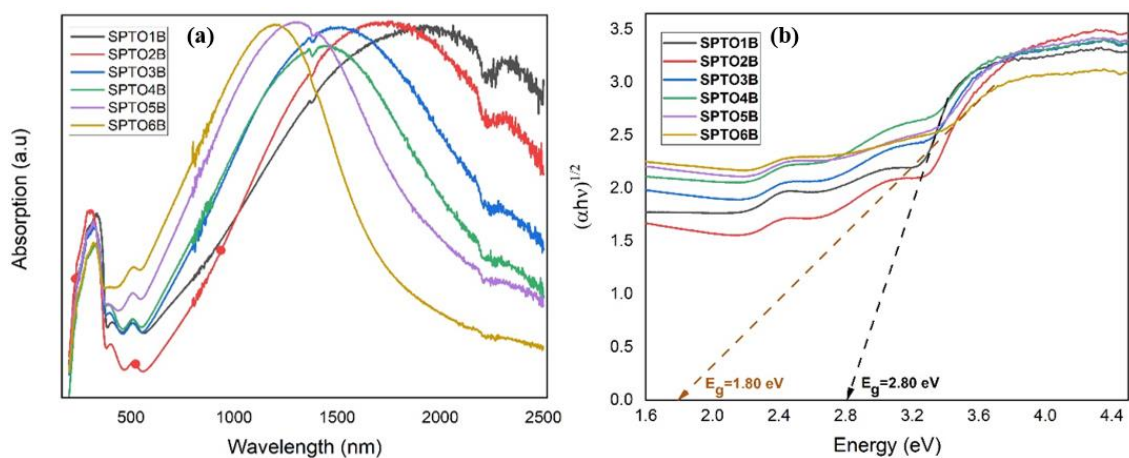 (a)
SPTO1B
SPTO2B
SPTO3B
SPTO4B
SPTO5B
SPTO6B
Absorption (a.u)
500
1000
1500
2000
2500
Wavelength (nm)
(b)
SPTO1B
SPTO2B
SPTO3B
SPTO4B
SPTO5B
SPTO6B
(αhν)1/2
3.5
3.0
2.5
2.0
1.5
1.0
0.5
0.0
Eg=1.80 eV
Eg=2.80 eV
1.6
2.0
2.4
2.8
3.2
3.6
4.0
4.4
Energy (eV)